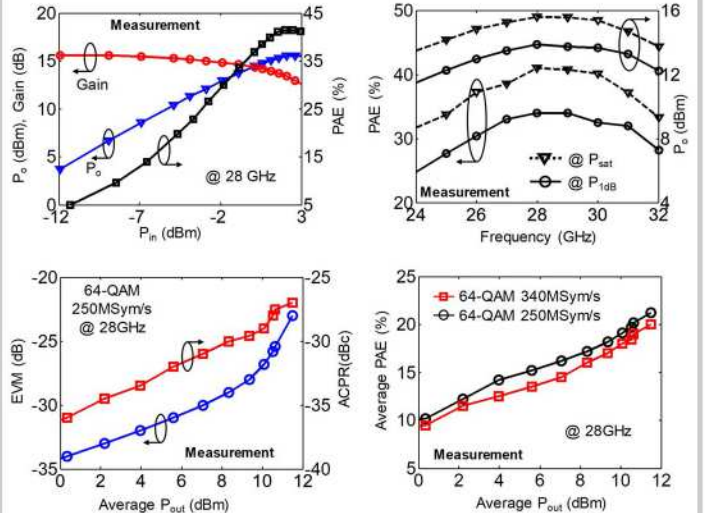 Measurement
Gain
P_o
@ 28 GHz
P_o (dBm), Gain (dB)
20
15
10
5
0
PAE (%)
45
35
25
15
5
-12
-7
-2
3
P_in (dBm)
PAE (%)
50
40
30
20
P_o (dBm)
16
12
8
4
@ P_sat
@ P_1dB
Measurement
24
26
28
30
32
Frequency (GHz)
64-QAM
250MSym/s
@ 28GHz
Measurement
EVM (dB)
-20
-25
-30
-35
ACPR(dBc)
-25
-30
-35
-40
0
2
4
6
8
10
12
Average P_out (dBm)
64-QAM 340MSym/s
64-QAM 250MSym/s
@ 28GHz
Measurement
Average PAE (%)
25
20
15
10
5
0
2
4
6
8
10
12
Average P_out (dBm)